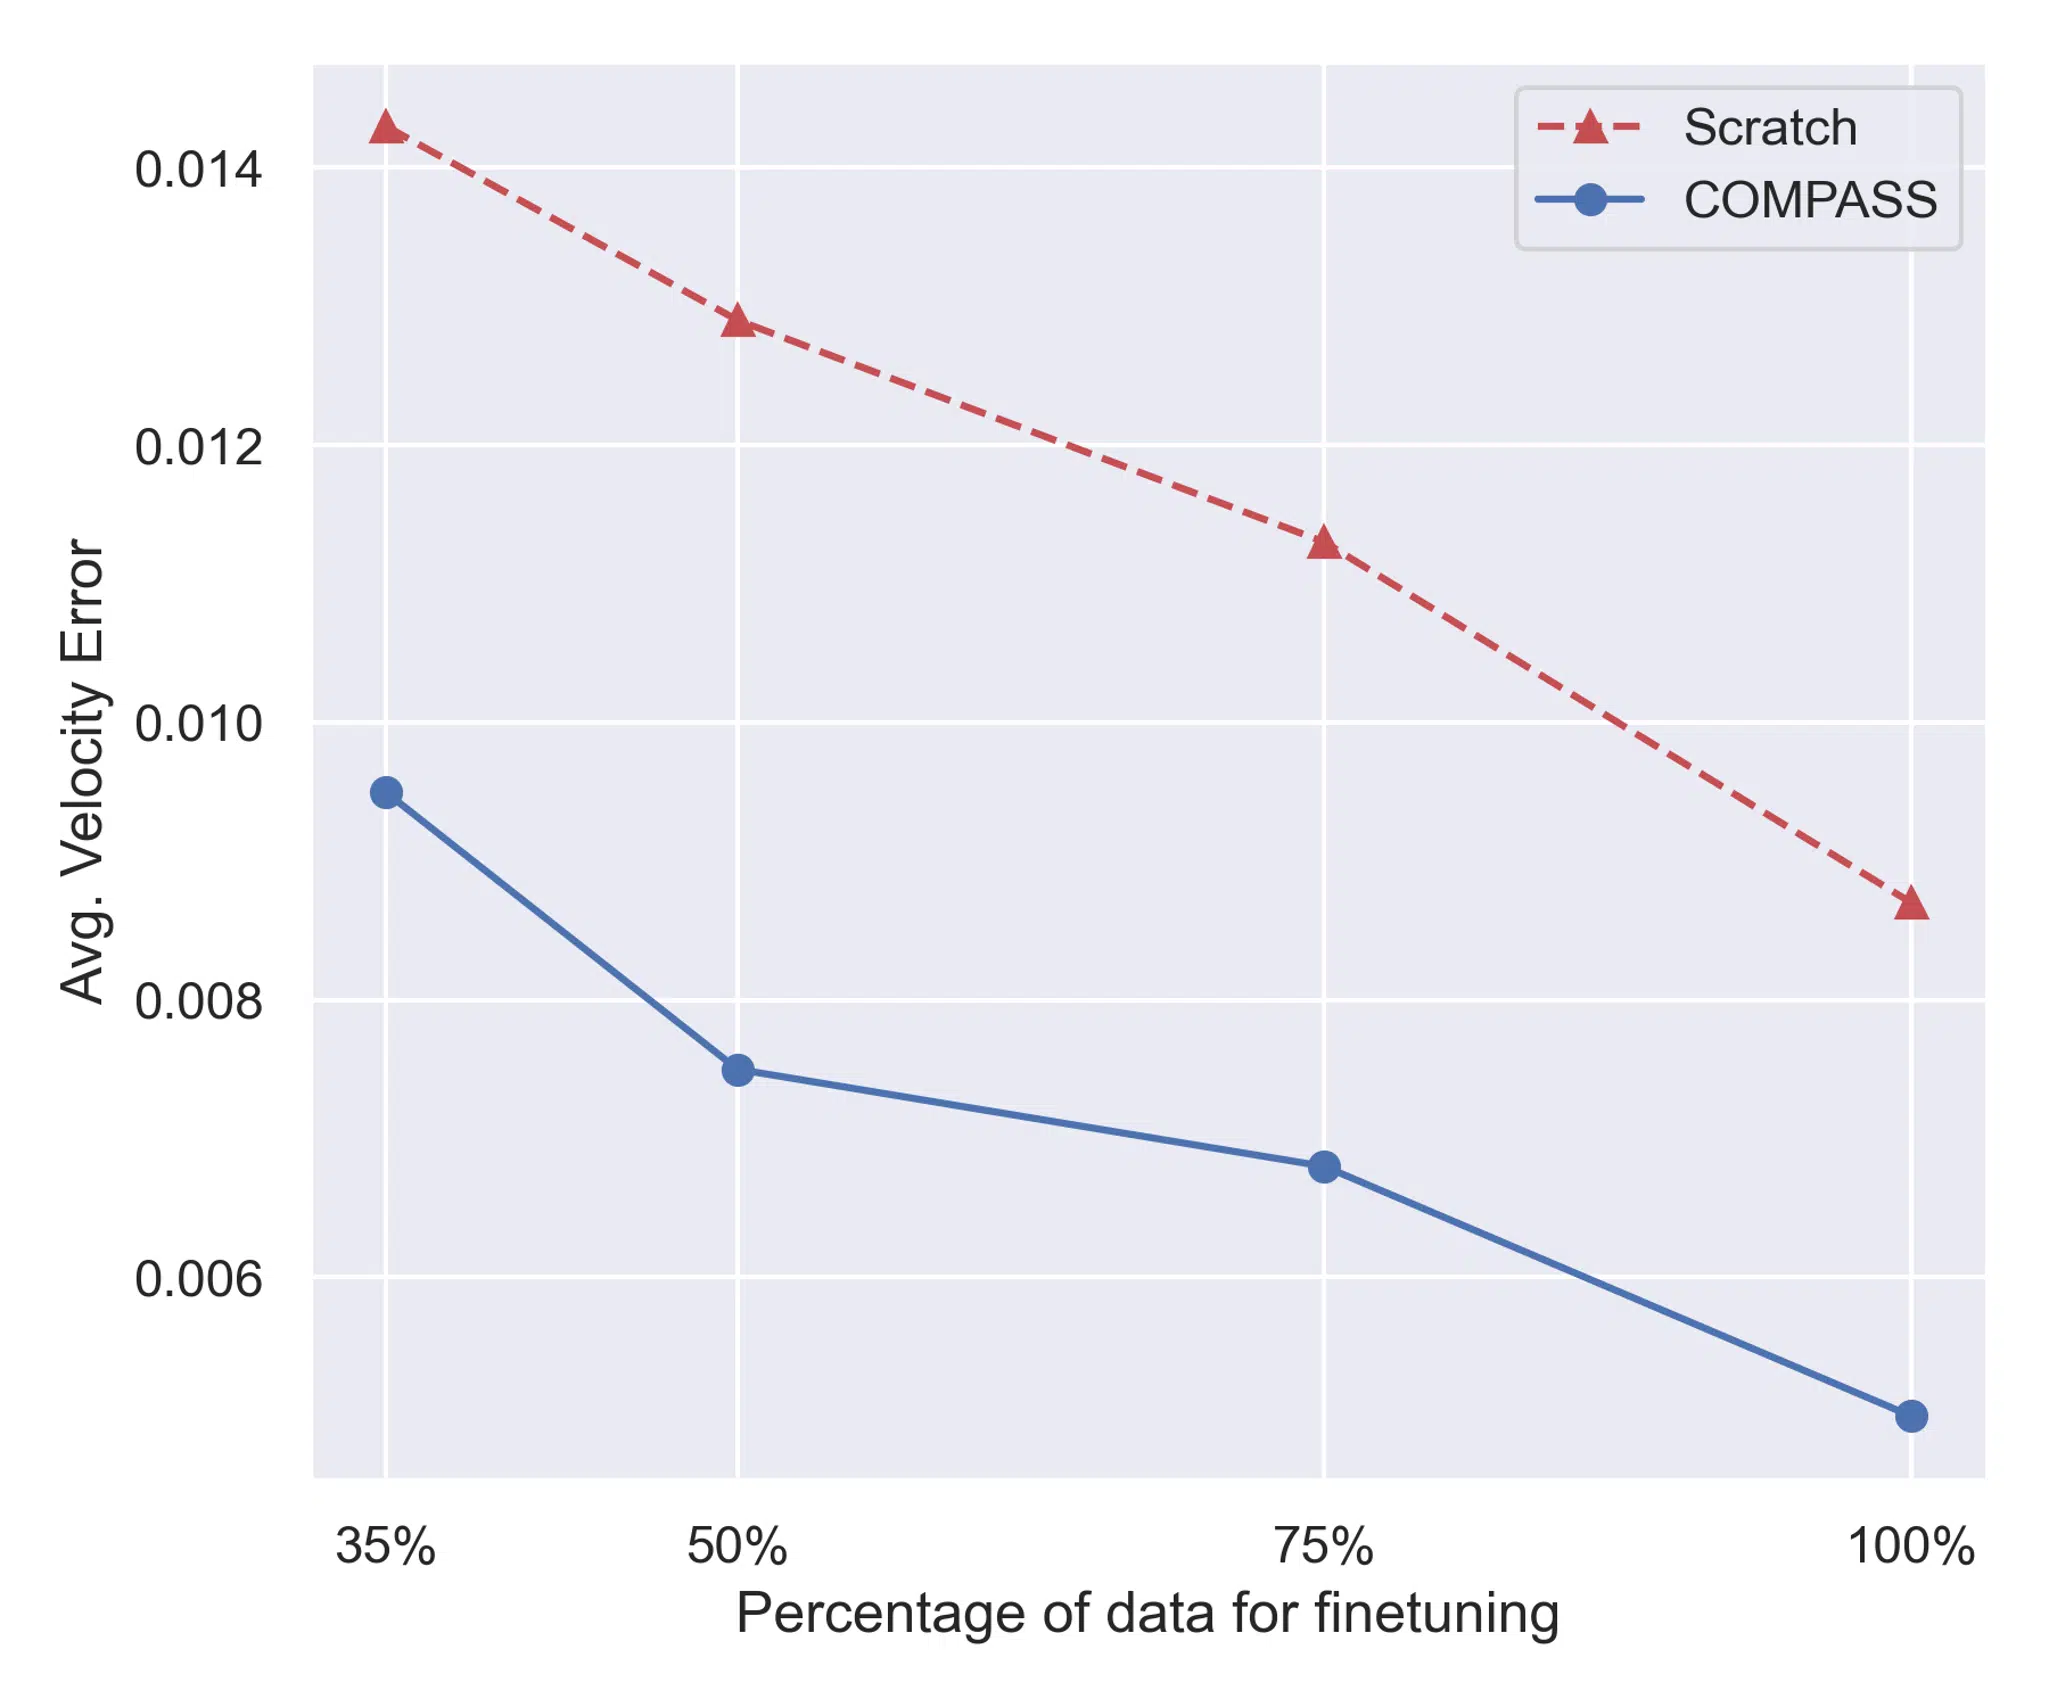 Scratch
COMPASS
0.014
0.012
0.010
0.008
0.006
Avg. Velocity Error
35% 50% 75% 100%
Percentage of data for finetuning